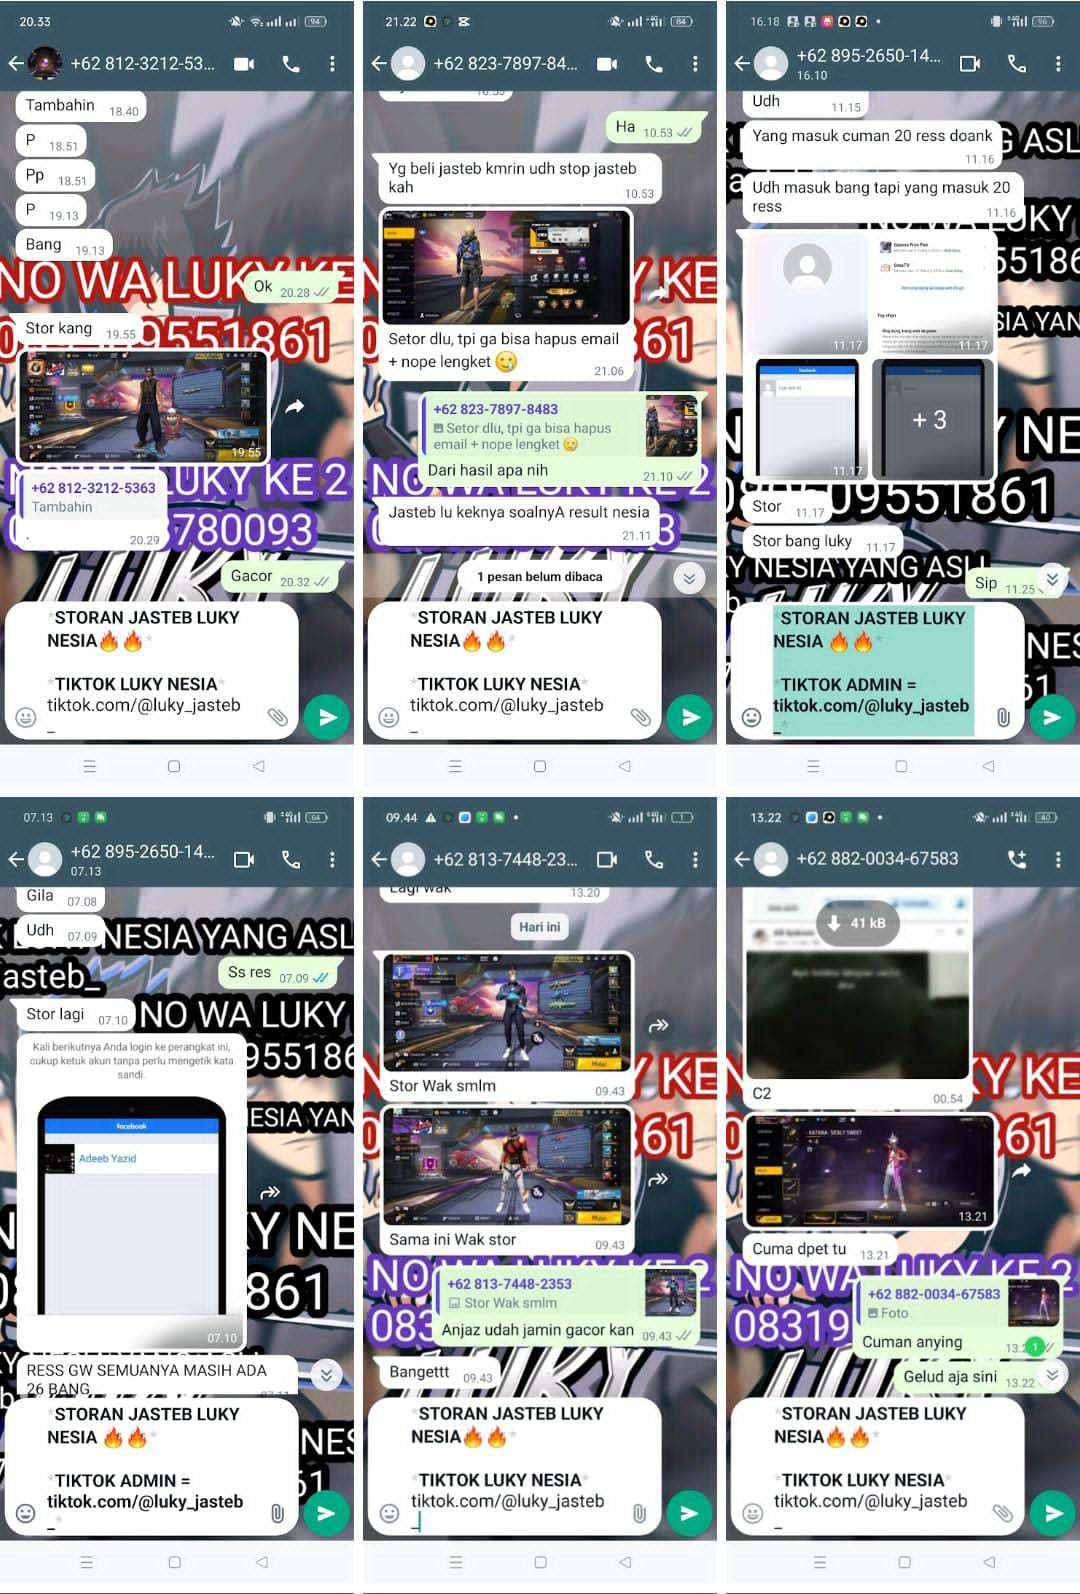 20.33
94
+62 812-3212-53...
Tambahin 18.40
P 18.51
Pp 18.51
P 19.13
Bang 19.13
Ok 20.28
Stor kang 19.55
19.55
+62 812-3212-5363
Tambahin
. 20.29
Gacor 20.32
*STORAN JASTEB LUKY
NESIA🔥🔥*
*TIKTOK LUKY NESIA*
tiktok.com/@luky_jasteb
_
21.22
84
+62 823-7897-84...
Ha 10.53
Yg beli jasteb kmrin udh stop jasteb
kah 10.53
Setor dlu, tpi ga bisa hapus email
+ nope lengket 🥲 21.06
+62 823-7897-8483
Setor dlu, tpi ga bisa hapus
email + nope lengket 🥲
Dari hasil apa nih 21.10
Jasteb lu keknya soalnyA result nesia
21.11
1 pesan belum dibaca
*STORAN JASTEB LUKY
NESIA🔥🔥*
*TIKTOK LUKY NESIA*
tiktok.com/@luky_jasteb
_
16.18
96
+62 895-2650-14...
16.10
Udh 11.15
Yang masuk cuman 20 ress doank
11.16
Udh masuk bang tapi yang masuk 20
ress 11.16
11.17
11.17
11.17
+ 3
Stor 11.17
Stor bang luky 11.17
Sip 11.25
*STORAN JASTEB LUKY
NESIA 🔥🔥*
*TIKTOK ADMIN =
tiktok.com/@luky_jasteb
_*
07.13
64
+62 895-2650-14...
07.13
Gila 07.08
Udh 07.09
Ss res 07.09
Stor lagi 07.10
Kali berikutnya Anda login ke perangkat ini,
cukup ketuk akun tanpa perlu mengetik kata
sandi.
facebook
Adeeb Yazid
07.10
RESS GW SEMUANYA MASIH ADA
26 BANG 07.11
*STORAN JASTEB LUKY
NESIA 🔥🔥*
*TIKTOK ADMIN =
tiktok.com/@luky_jasteb
_*
09.44
1
+62 813-7448-23...
Lagi wak 13.20
Hari ini
Stor Wak smlm 09.43
Sama ini Wak stor 09.43
+62 813-7448-2353
Stor Wak smlm
Anjaz udah jamin gacor kan 09.43
Bangettt 09.43
*STORAN JASTEB LUKY
NESIA🔥🔥*
*TIKTOK LUKY NESIA*
tiktok.com/@luky_jasteb
_
13.22
40
+62 882-0034-67583
41 kB
C2 00.54
13.21
Cuma dpet tu 13.21
+62 882-0034-67583
Foto
Cuman anying
1
Gelud aja sini 13.22
*STORAN JASTEB LUKY
NESIA🔥🔥*
*TIKTOK LUKY NESIA*
tiktok.com/@luky_jasteb
_